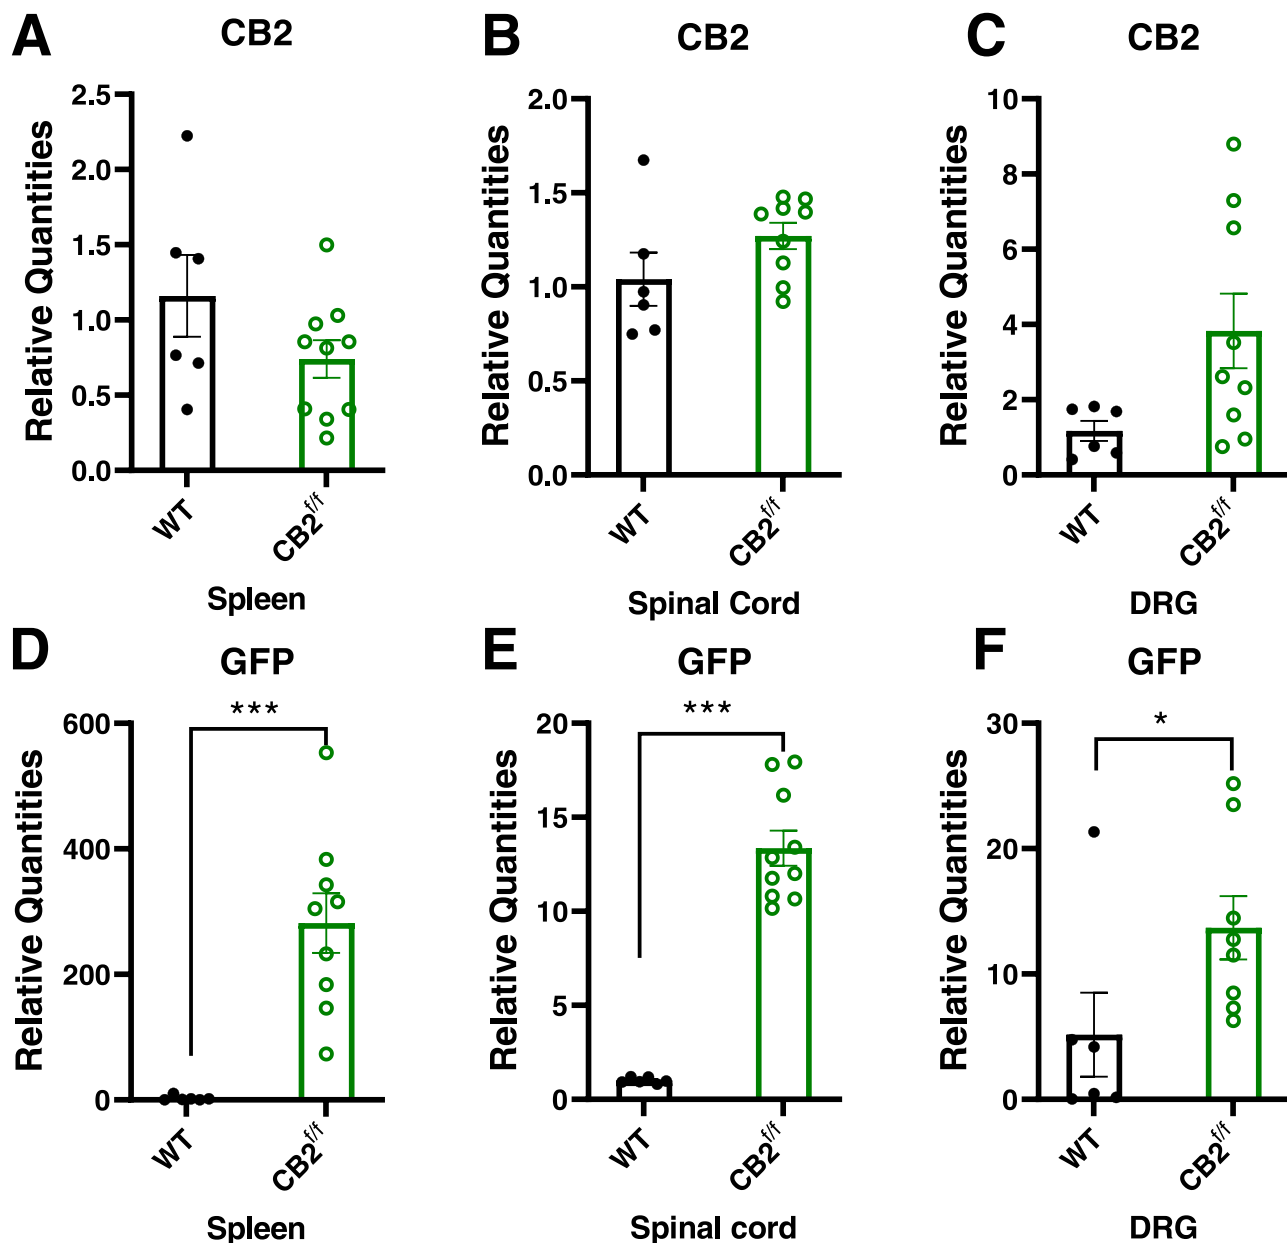 A
CB2
Relative Quantities
2.5
2.0
1.5
1.0
0.5
0.0
WT
CB2f/f
Spleen
B
CB2
Relative Quantities
2.0
1.5
1.0
0.5
0.0
WT
CB2f/f
Spinal Cord
C
CB2
Relative Quantities
10
8
6
4
2
0
WT
CB2f/f
DRG
D
GFP
***
Relative Quantities
600
400
200
0
WT
CB2f/f
Spleen
E
GFP
***
Relative Quantities
20
15
10
5
0
WT
CB2f/f
Spinal cord
F
GFP
*
Relative Quantities
30
20
10
0
WT
CB2f/f
DRG